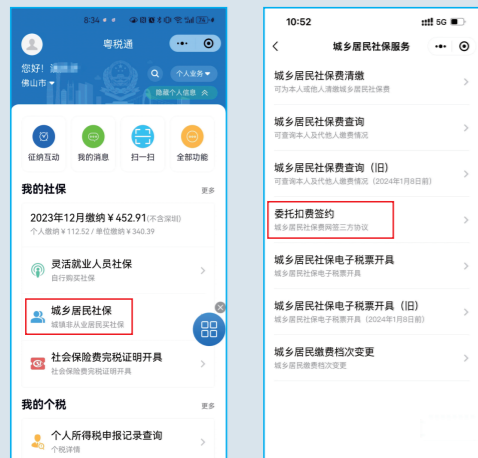 8:34
粤税通
您好！
佛山市
个人业务
隐藏个人信息
征纳互动
我的消息
扫一扫
全部功能
我的社保
更多
2023年12月缴纳￥452.91(不含深圳)
个人缴纳￥112.52 / 单位缴纳￥340.39
灵活就业人员社保
自行购买社保
城乡居民社保
城镇非从业居民买社保
社会保险费完税证明开具
社会保险费完税证明开具
我的个税
更多
个人所得税申报记录查询
个税详情
10:52
5G
城乡居民社保服务
城乡居民社保费清缴
可为本人或他人清缴城乡居民社保费
城乡居民社保费查询
可查询本人及代他人缴费情况
城乡居民社保费查询（旧）
可查询本人及代他人缴费情况（2024年1月8日前）
委托扣费签约
城乡居民社保费网签三方协议
城乡居民社保电子税票开具
城乡居民社保电子税票开具
城乡居民社保电子税票开具（旧）
城乡居民社保电子税票开具（2024年1月8日前）
城乡居民缴费档次变更
城乡居民缴费档次变更